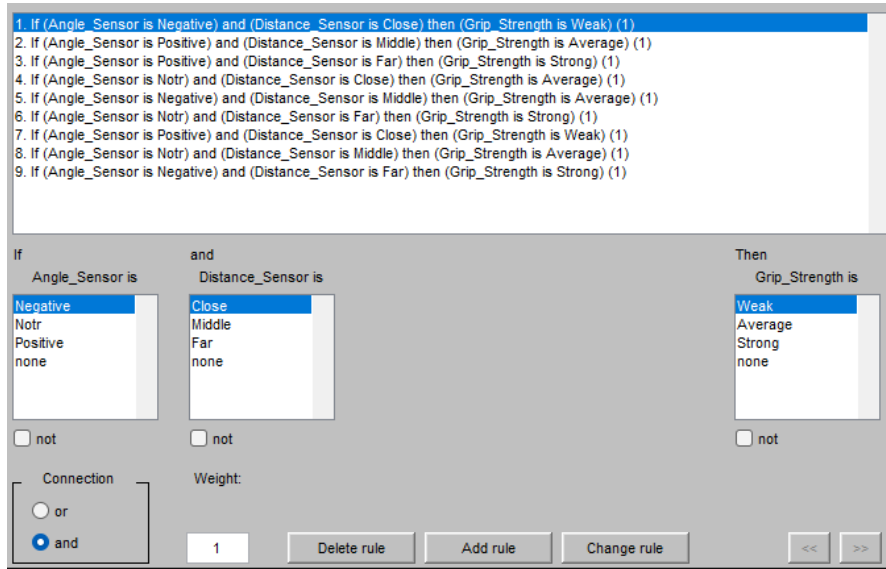 1. If (Angle_Sensor is Negative) and (Distance_Sensor is Close) then (Grip_Strength is Weak) (1)
2. If (Angle_Sensor is Positive) and (Distance_Sensor is Middle) then (Grip_Strength is Average) (1)
3. If (Angle_Sensor is Positive) and (Distance_Sensor is Far) then (Grip_Strength is Strong) (1)
4. If (Angle_Sensor is Notr) and (Distance_Sensor is Close) then (Grip_Strength is Average) (1)
5. If (Angle_Sensor is Negative) and (Distance_Sensor is Middle) then (Grip_Strength is Average) (1)
6. If (Angle_Sensor is Notr) and (Distance_Sensor is Far) then (Grip_Strength is Strong) (1)
7. If (Angle_Sensor is Positive) and (Distance_Sensor is Close) then (Grip_Strength is Weak) (1)
8. If (Angle_Sensor is Notr) and (Distance_Sensor is Middle) then (Grip_Strength is Average) (1)
9. If (Angle_Sensor is Negative) and (Distance_Sensor is Far) then (Grip_Strength is Strong) (1)
If
Angle_Sensor is
Negative
Notr
Positive
none
not
and
Distance_Sensor is
Close
Middle
Far
none
not
Then
Grip_Strength is
Weak
Average
Strong
none
not
Connection
or
and
Weight:
1
Delete rule
Add rule
Change rule
<<
>>